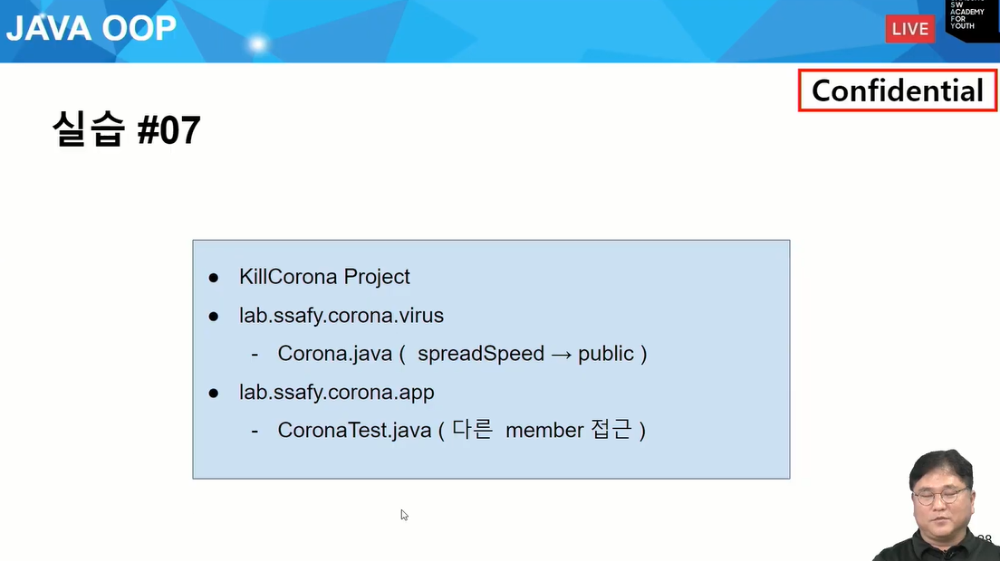 JAVA OOP
LIVE
SW
ACADEMY
FOR
YOUTH
Confidential
실습 #07
● KillCorona Project
● lab.ssafy.corona.virus
- Corona.java ( spreadSpeed → public )
● lab.ssafy.corona.app
- CoronaTest.java ( 다른 member 접근 )